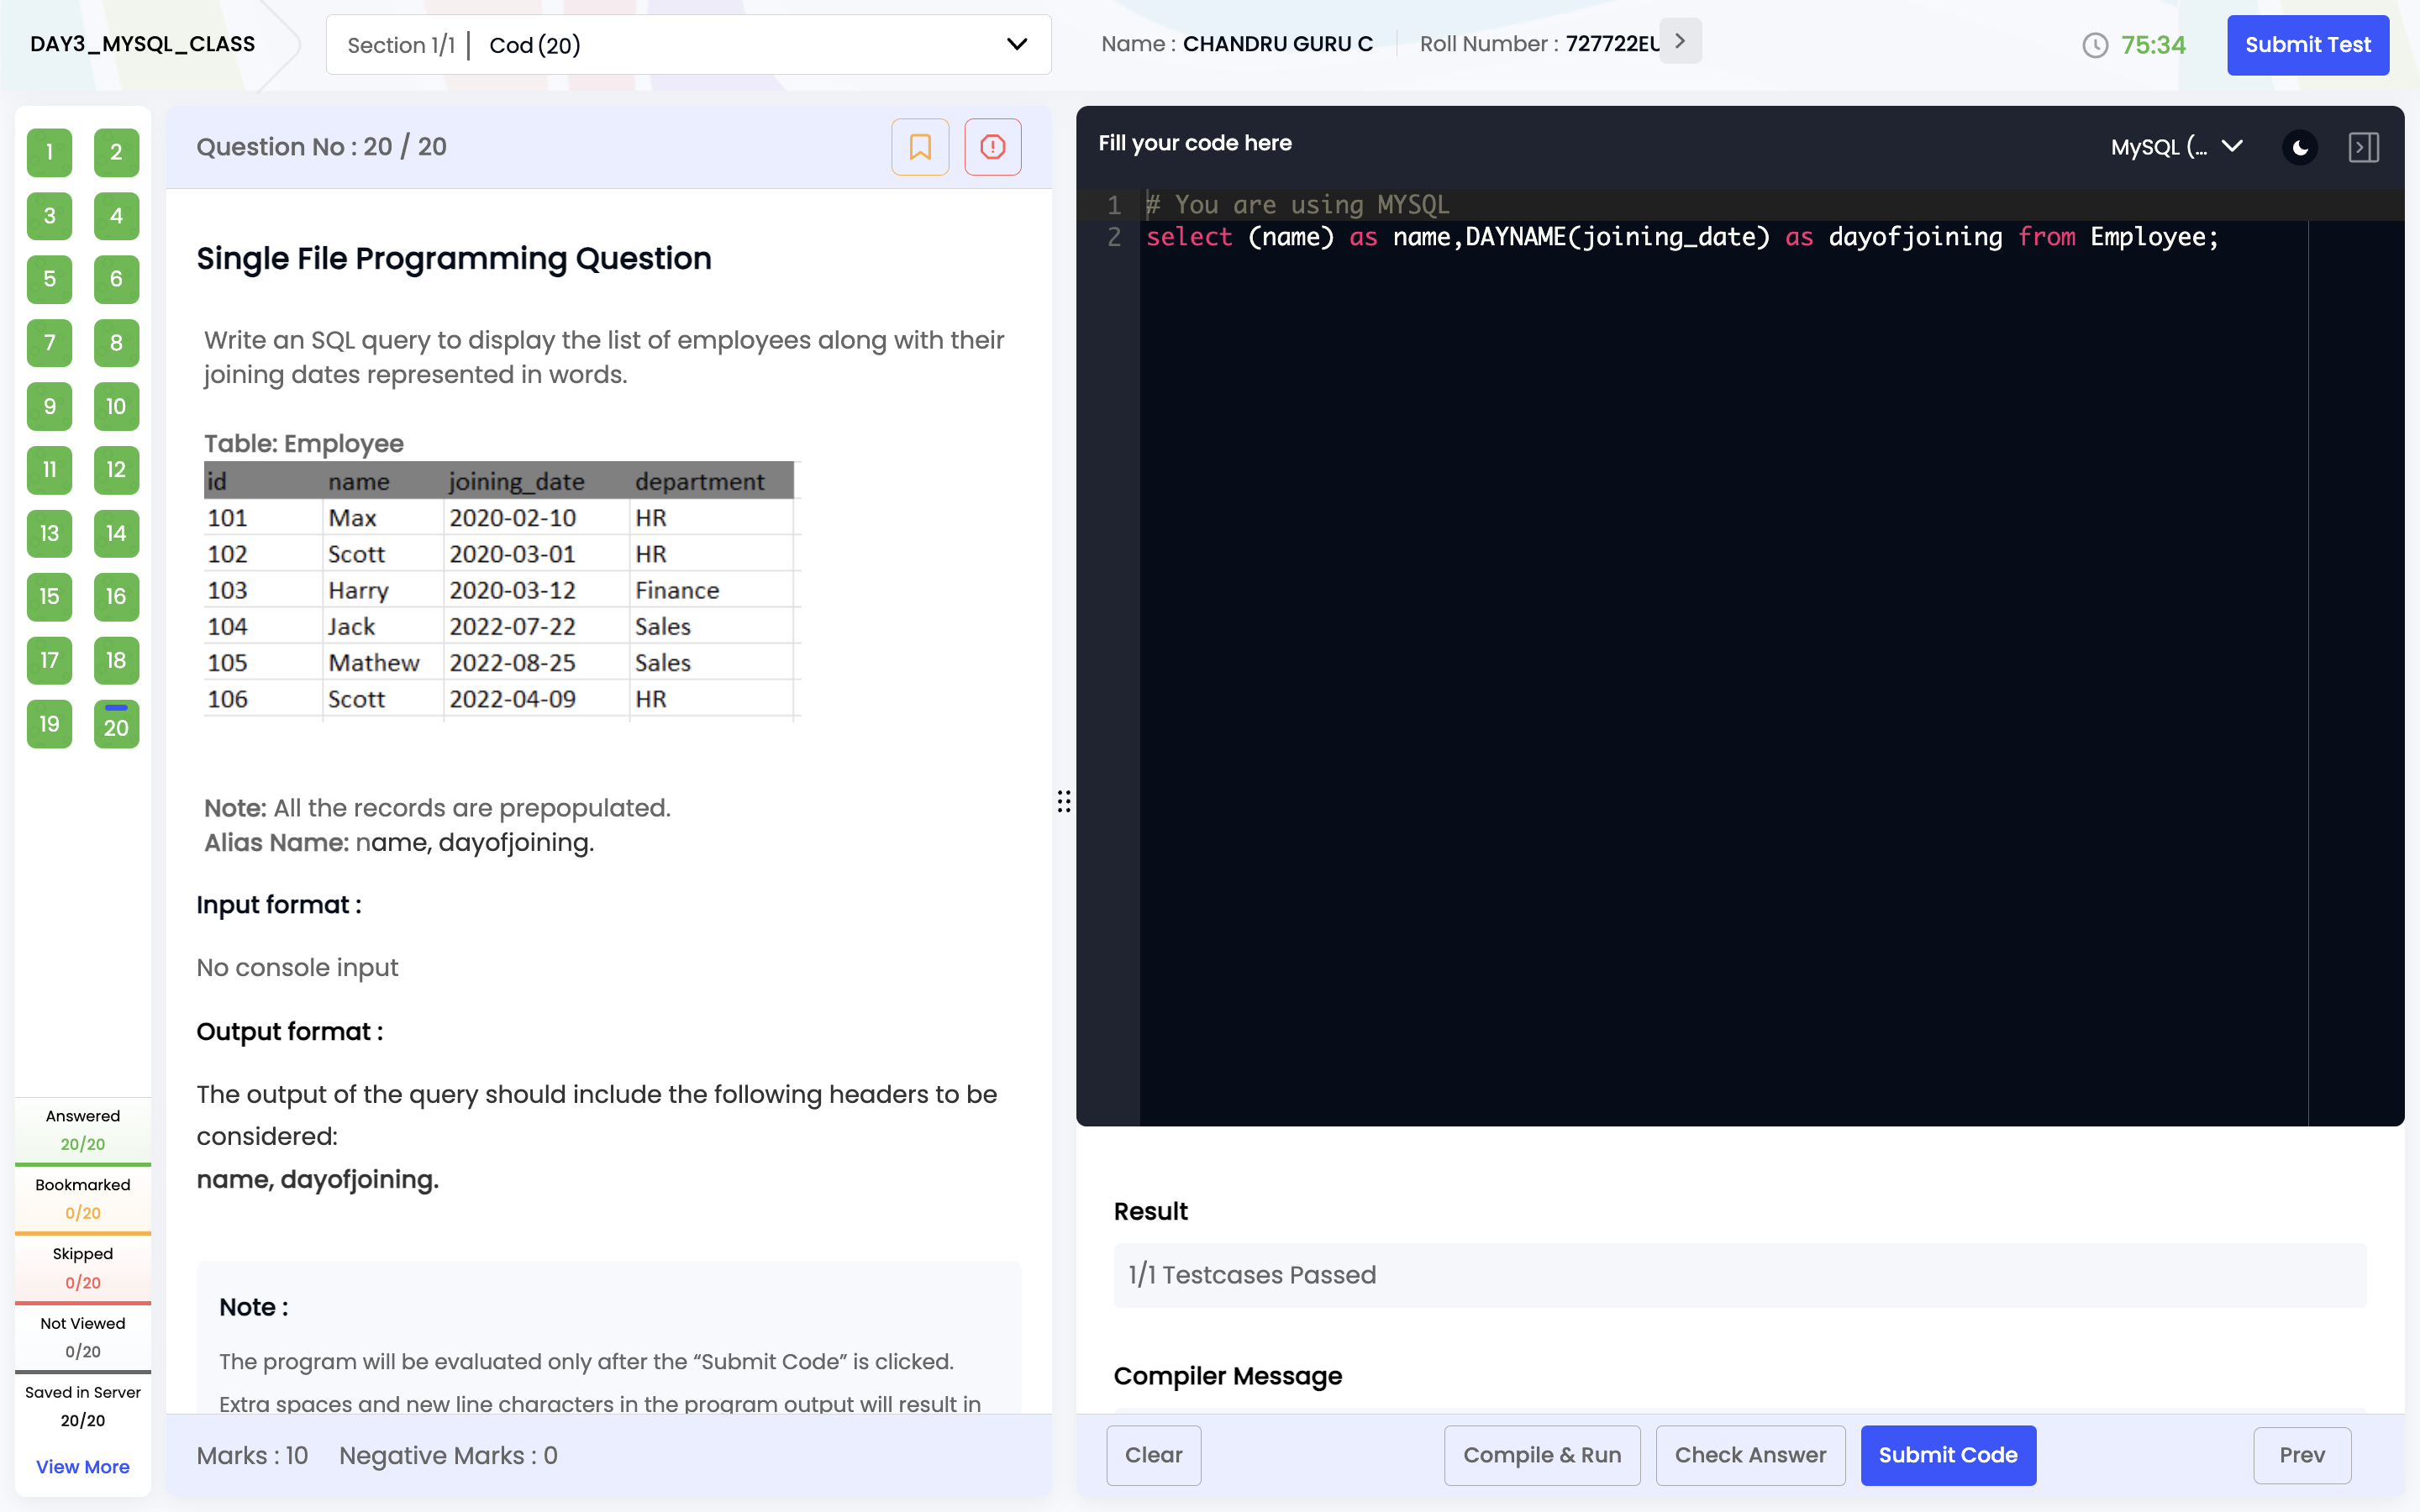 DAY3_MYSQL_CLASS
Section 1/1 | Cod (20)
Name : CHANDRU GURU C
Roll Number : 727722EU
75:34
Submit Test
1 2
3 4
5 6
7 8
9 10
11 12
13 14
15 16
17 18
19 20
Answered
20/20
Bookmarked
0/20
Skipped
0/20
Not Viewed
0/20
Saved in Server
20/20
View More
Question No : 20 / 20
Single File Programming Question
Write an SQL query to display the list of employees along with their
joining dates represented in words.
Table: Employee
id name joining_date department
101 Max 2020-02-10 HR
102 Scott 2020-03-01 HR
103 Harry 2020-03-12 Finance
104 Jack 2022-07-22 Sales
105 Mathew 2022-08-25 Sales
106 Scott 2022-04-09 HR
Note: All the records are prepopulated.
Alias Name: name, dayofjoining.
Input format :
No console input
Output format :
The output of the query should include the following headers to be
considered:
name, dayofjoining.
Note :
The program will be evaluated only after the “Submit Code” is clicked.
Extra spaces and new line characters in the program output will result in
Marks : 10 Negative Marks : 0
Fill your code here
MySQL (...
1 # You are using MYSQL
2 select (name) as name,DAYNAME(joining_date) as dayofjoining from Employee;
Result
1/1 Testcases Passed
Compiler Message
Clear
Compile & Run
Check Answer
Submit Code
Prev